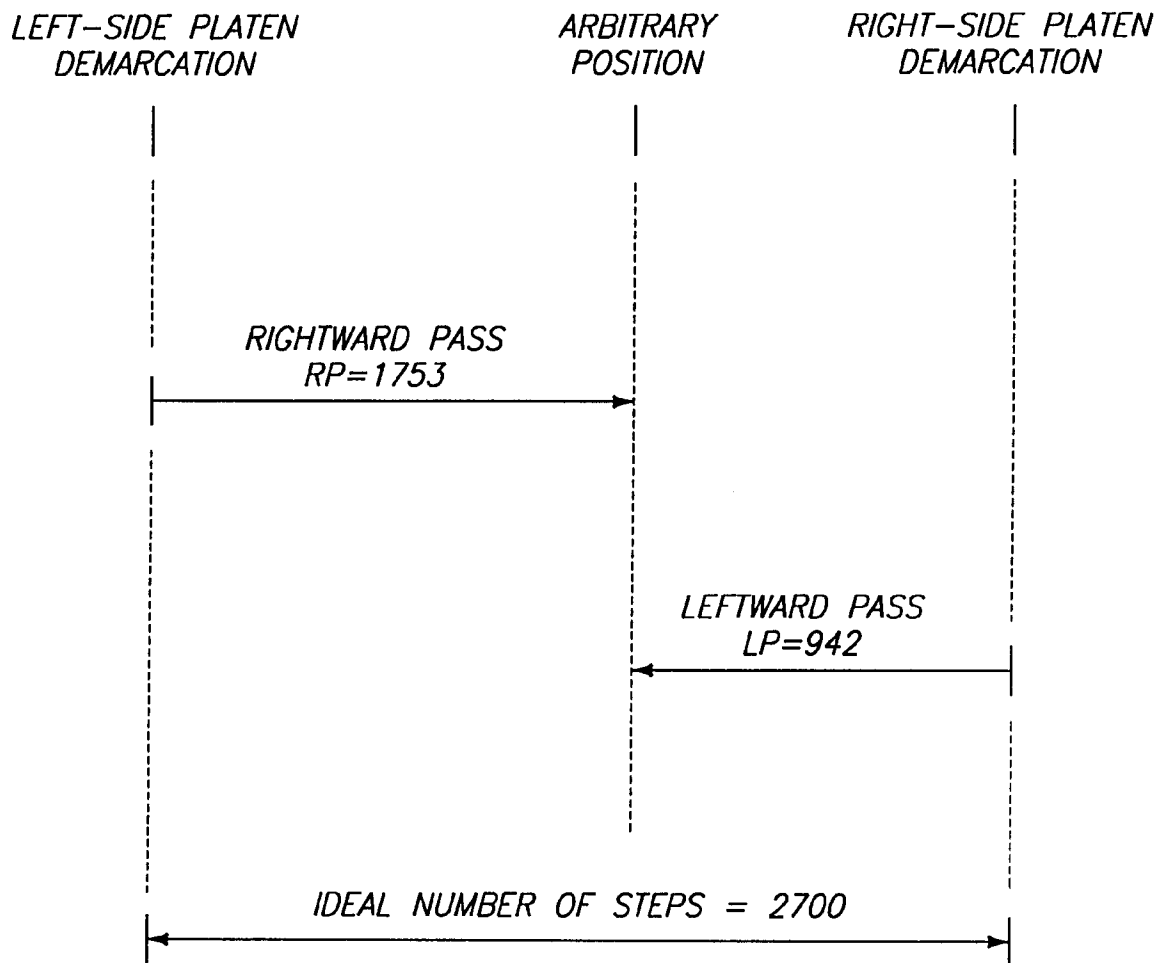 LEFT-SIDE PLATEN
DEMARCATION
ARBITRARY
POSITION
RIGHT-SIDE PLATEN
DEMARCATION
RIGHTWARD PASS
RP=1753
LEFTWARD PASS
LP=942
IDEAL NUMBER OF STEPS = 2700